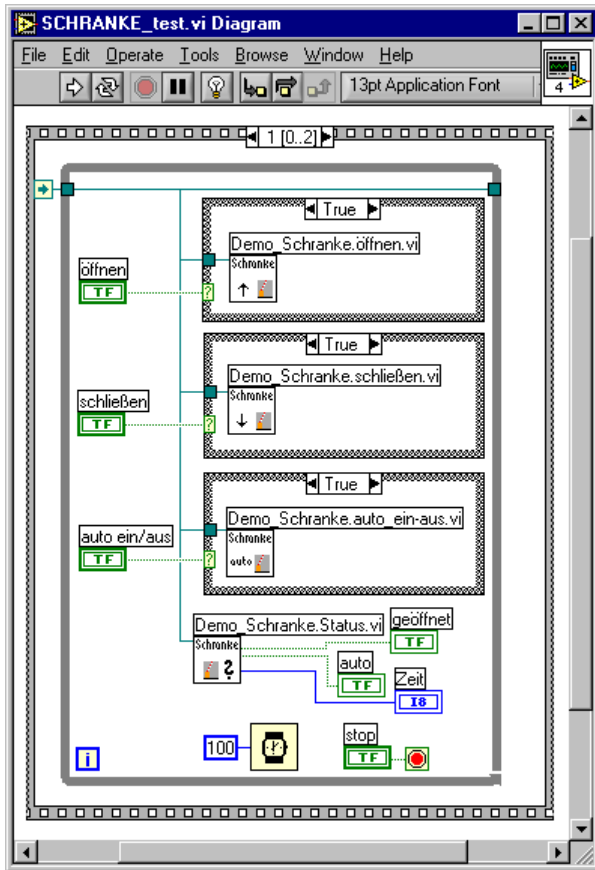 SCHRANKE_test.vi Diagram
File Edit Operate Tools Browse Window Help
13pt Application Font
4
1 [0..2]
True
Demo_Schranke.öffnen.vi
Schranke
öffnen
TF
?
True
Demo_Schranke.schließen.vi
Schranke
schließen
TF
?
True
Demo_Schranke.auto_ein-aus.vi
Schranke
auto ein/aus
TF
?
auto
Demo_Schranke.Status.vi
geöffnet
Schranke
TF
?
auto
TF
Zeit
I8
100
stop
TF
i